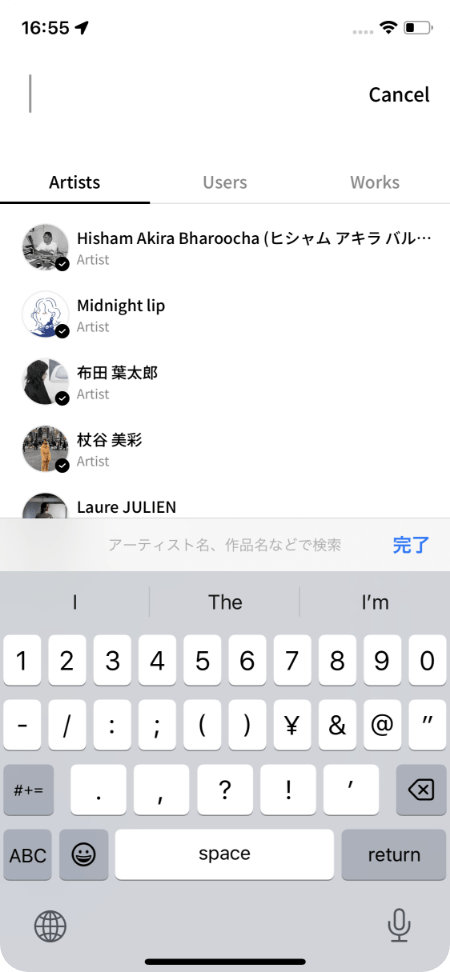 16:55
Cancel
Artists Users Works
Hisham Akira Bharoocha (ヒシャム アキラ バル…
Artist
Midnight lip
Artist
布田 葉太郎
Artist
杖谷 美彩
Artist
Laure JULIEN
アーティスト名、作品名などで検索 完了
I The I’m
1 2 3 4 5 6 7 8 9 0
- / : ; ( ) ¥ & @ ”
#+= . , ? ! ’
ABC space return